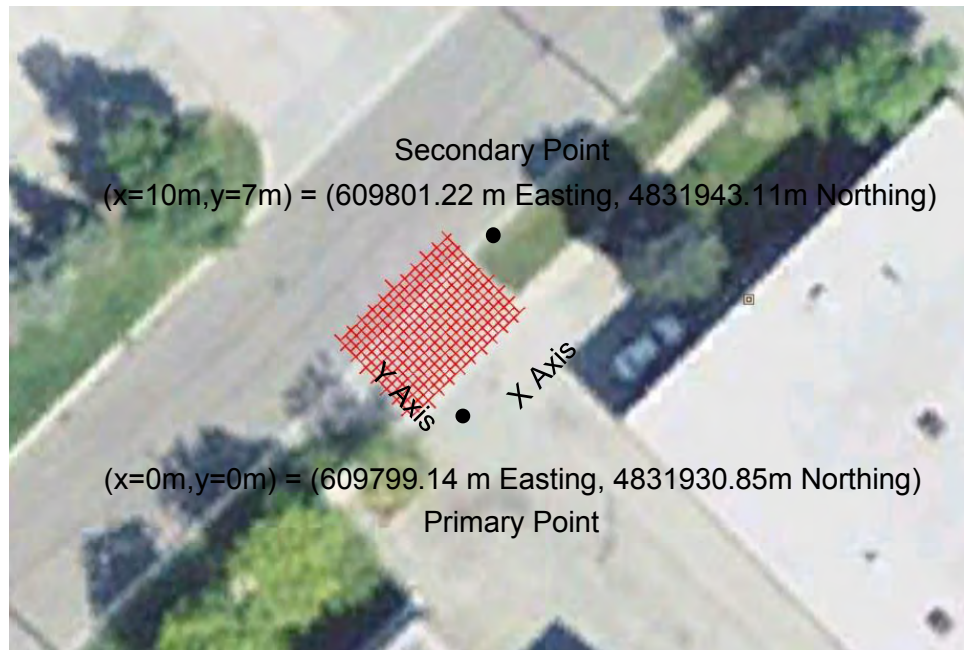 Secondary Point
(x=10m,y=7m) = (609801.22 m Easting, 4831943.11m Northing)
Y Axis
X Axis
(x=0m,y=0m) = (609799.14 m Easting, 4831930.85m Northing)
Primary Point